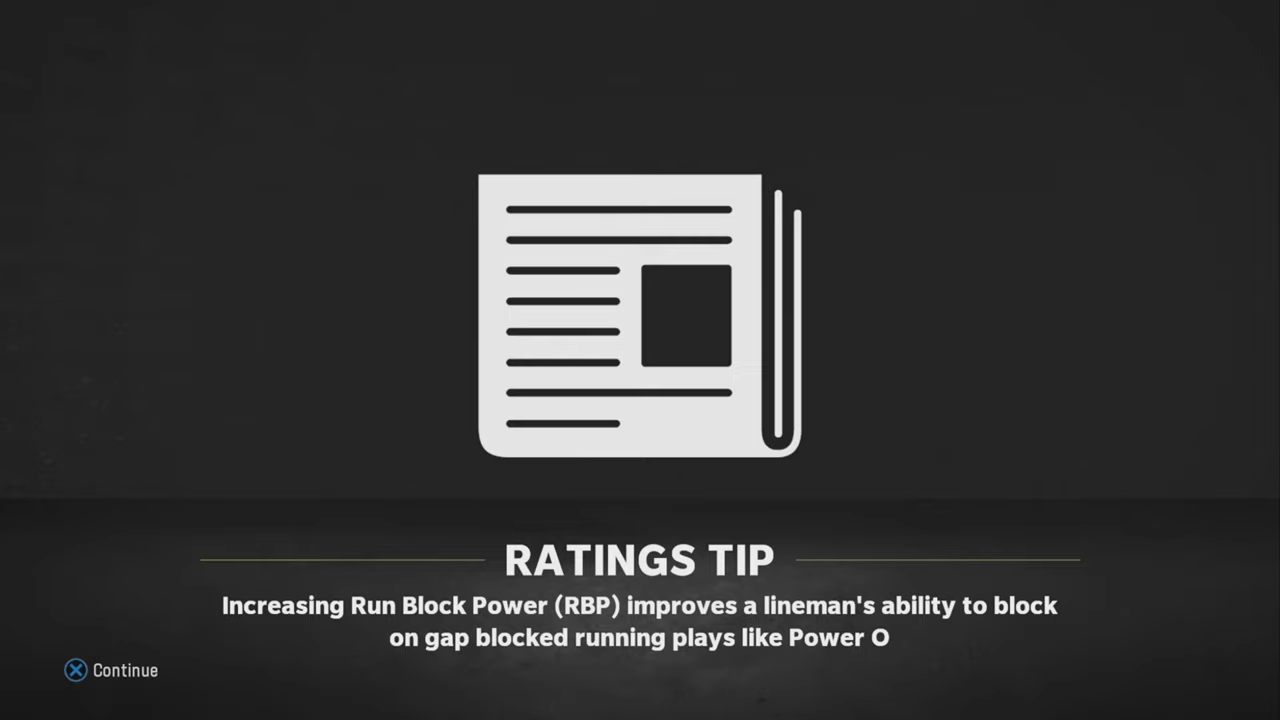 RATINGS TIP
Increasing Run Block Power (RBP) improves a lineman's ability to block
on gap blocked running plays like Power O
Continue